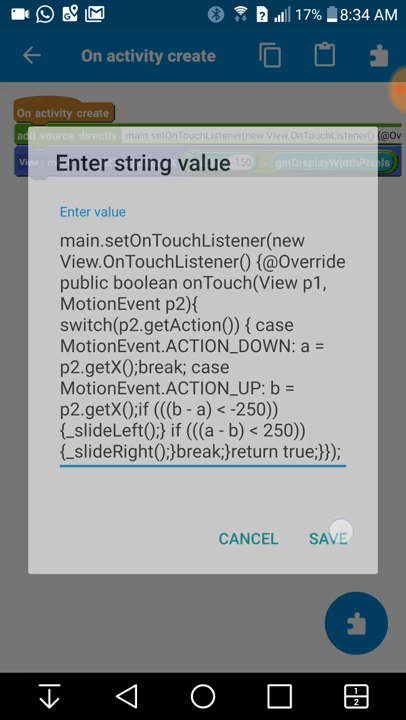 17% 8:34 AM
On activity create
On activity create
add source directly main.setOnTouchListener(new View.OnTouchListener() {@Ov
View : 150 getDisplayWidthPixels
Enter string value
Enter value
main.setOnTouchListener(new
View.OnTouchListener() {@Override
public boolean onTouch(View p1,
MotionEvent p2){
switch(p2.getAction()) { case
MotionEvent.ACTION_DOWN: a =
p2.getX();break; case
MotionEvent.ACTION_UP: b =
p2.getX();if (((b - a) < -250))
{_slideLeft();} if (((a - b) < 250))
{_slideRight();}break;}return true;}});
CANCEL SAVE